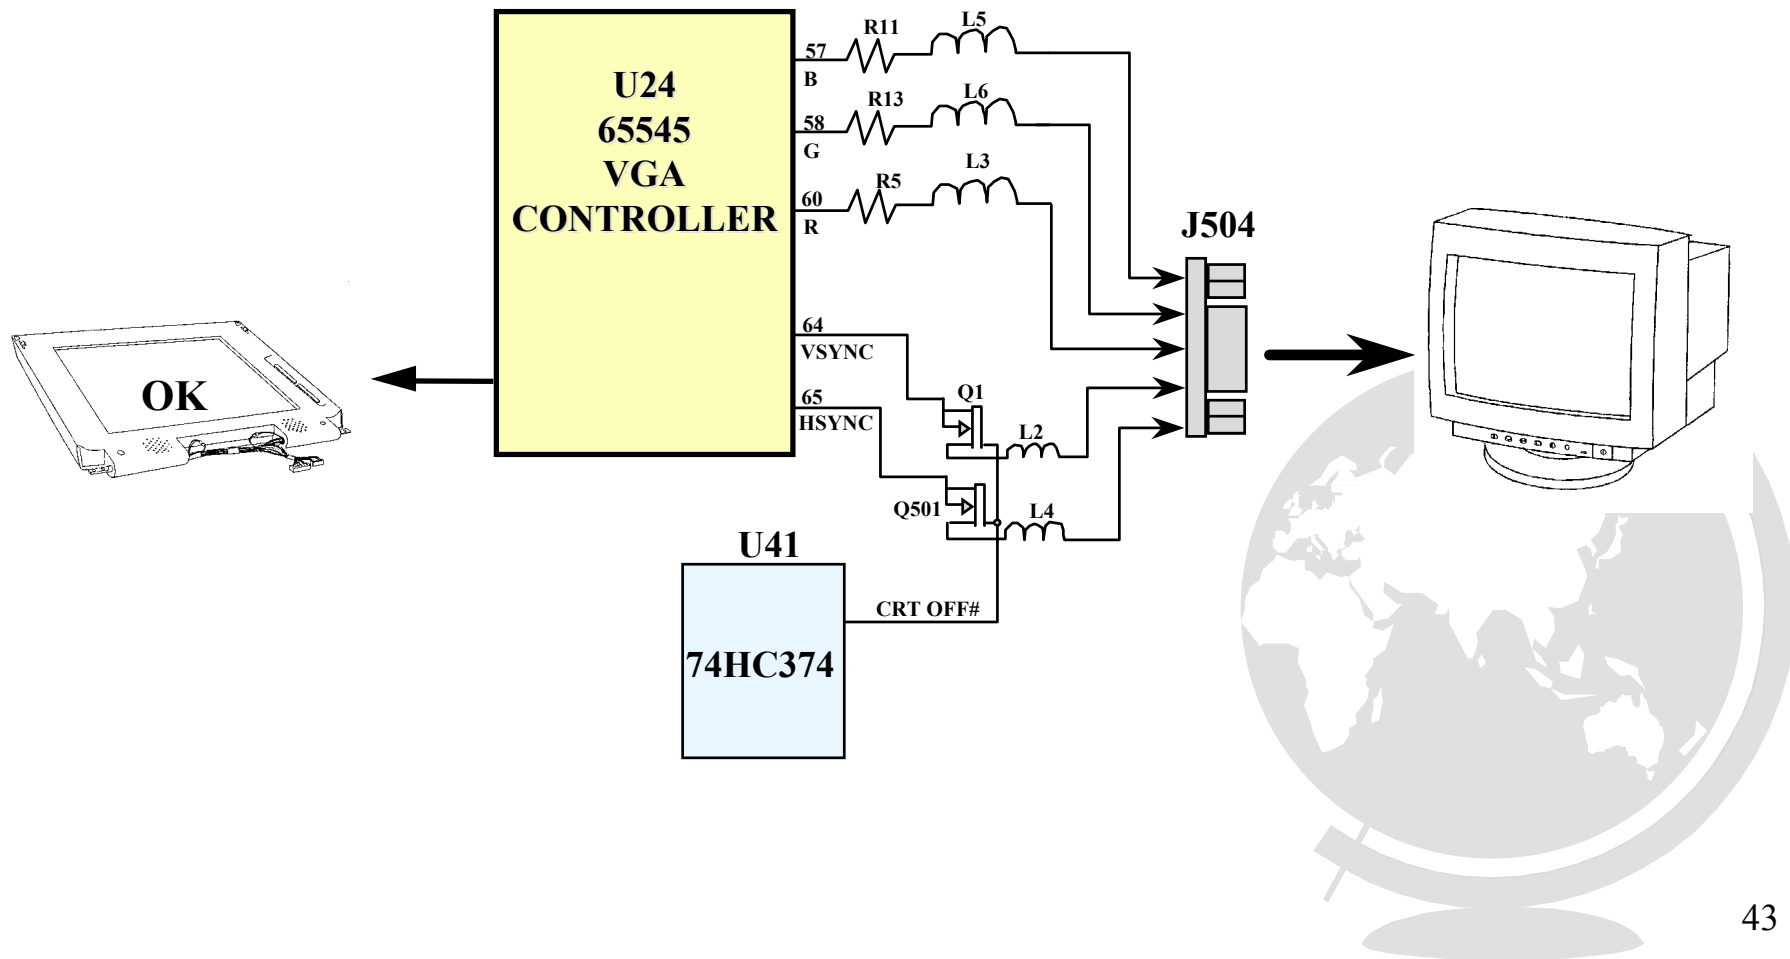 R11
L5
57
B
U24
65545
VGA
CONTROLLER
R13
L6
58
G
R5
L3
60
R
J504
64
VSYNC
OK
65
HSYNC
Q1
L2
Q501
L4
U41
CRT OFF#
74HC374
43